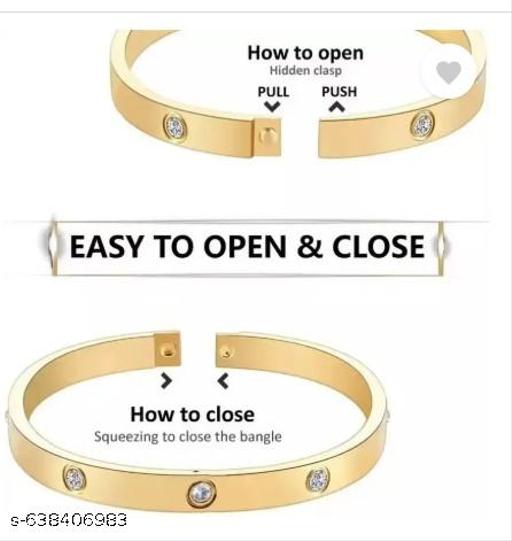 How to open
Hidden clasp
PULL PUSH
EASY TO OPEN & CLOSE
How to close
Squeezing to close the bangle
s-638406983